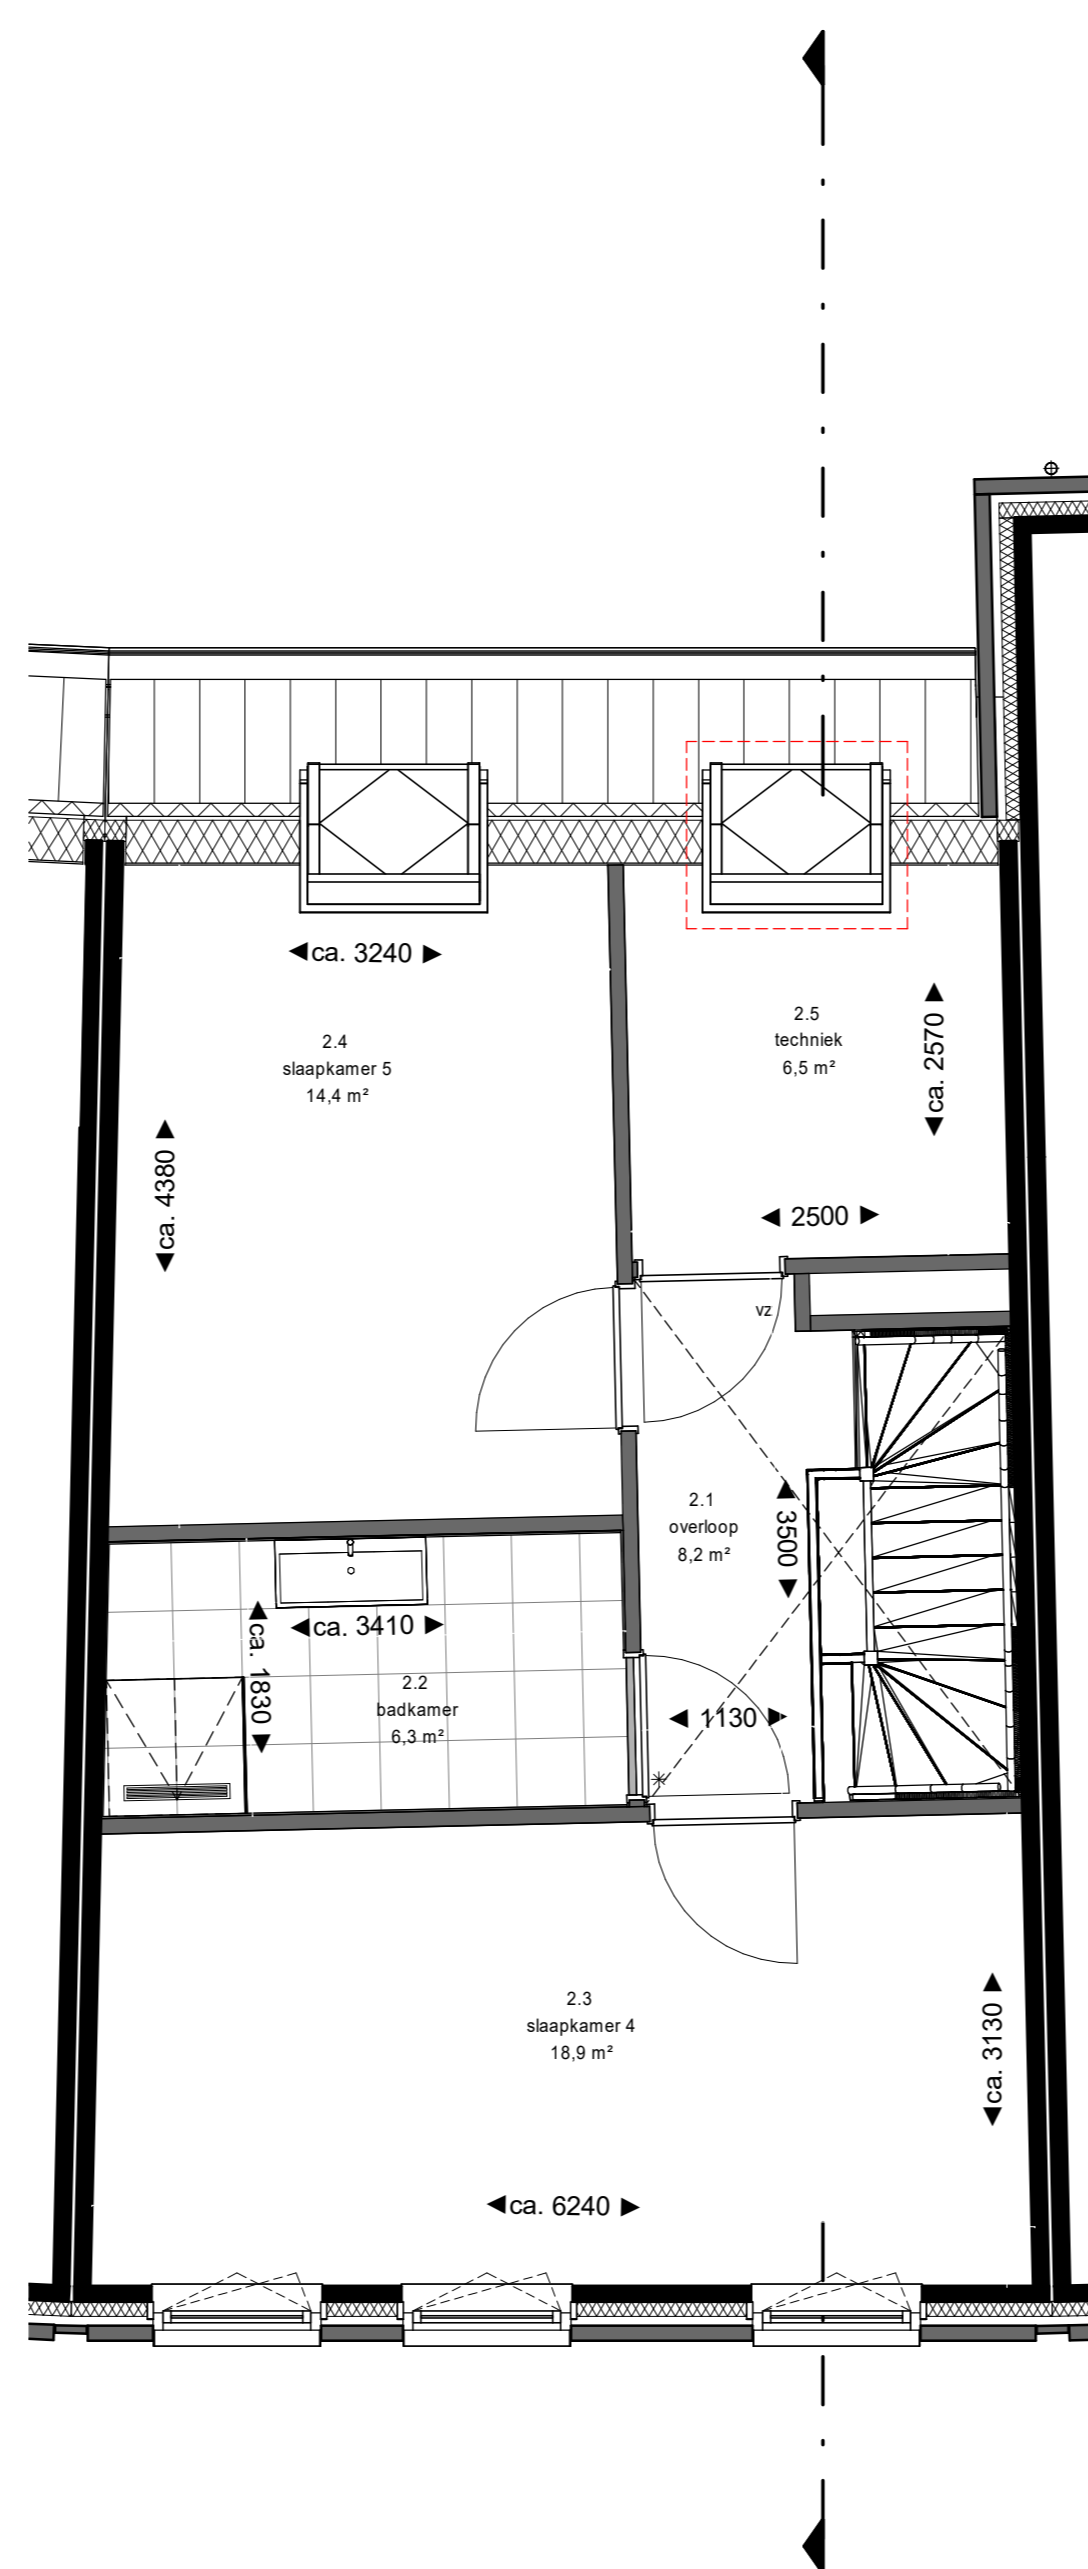 ca. 3240
2.4
slaapkamer 5
14,4 m²
2.5
techniek
6,5 m²
ca. 2570
ca. 4380
2500
vz
2.1
overloop
8,2 m²
3500
ca. 3410
ca. 1830
2.2
badkamer
6,3 m²
1130
2.3
slaapkamer 4
18,9 m²
ca. 3130
ca. 6240